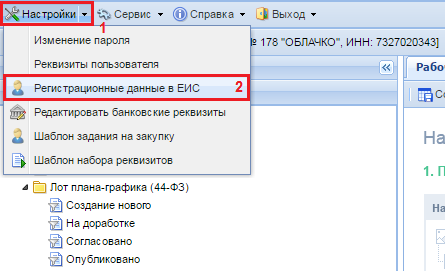 Настройки Сервис Справка Выход
1
№ 178 "ОБЛАЧКО", ИНН: 7327020343]
Изменение пароля
Реквизиты пользователя
Регистрационные данные в ЕИС 2
Редактировать банковские реквизиты
Шаблон задания на закупку
Шаблон набора реквизитов
Лот плана-графика (44-ФЗ)
Создание нового
На доработке
Согласовано
Опубликовано
Рабо
Со
На
1. П
На